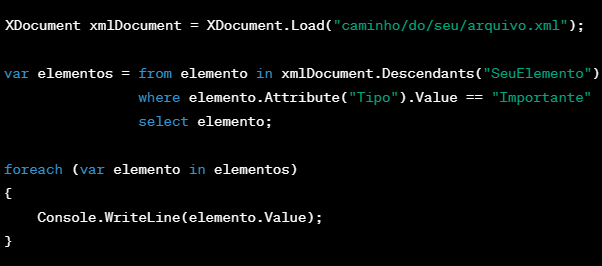 XDocument xmlDocument = XDocument.Load("caminho/do/seu/arquivo.xml");
var elementos = from elemento in xmlDocument.Descendants("SeuElemento")
where elemento.Attribute("Tipo").Value == "Importante"
select elemento;
foreach (var elemento in elementos)
{
Console.WriteLine(elemento.Value);
}